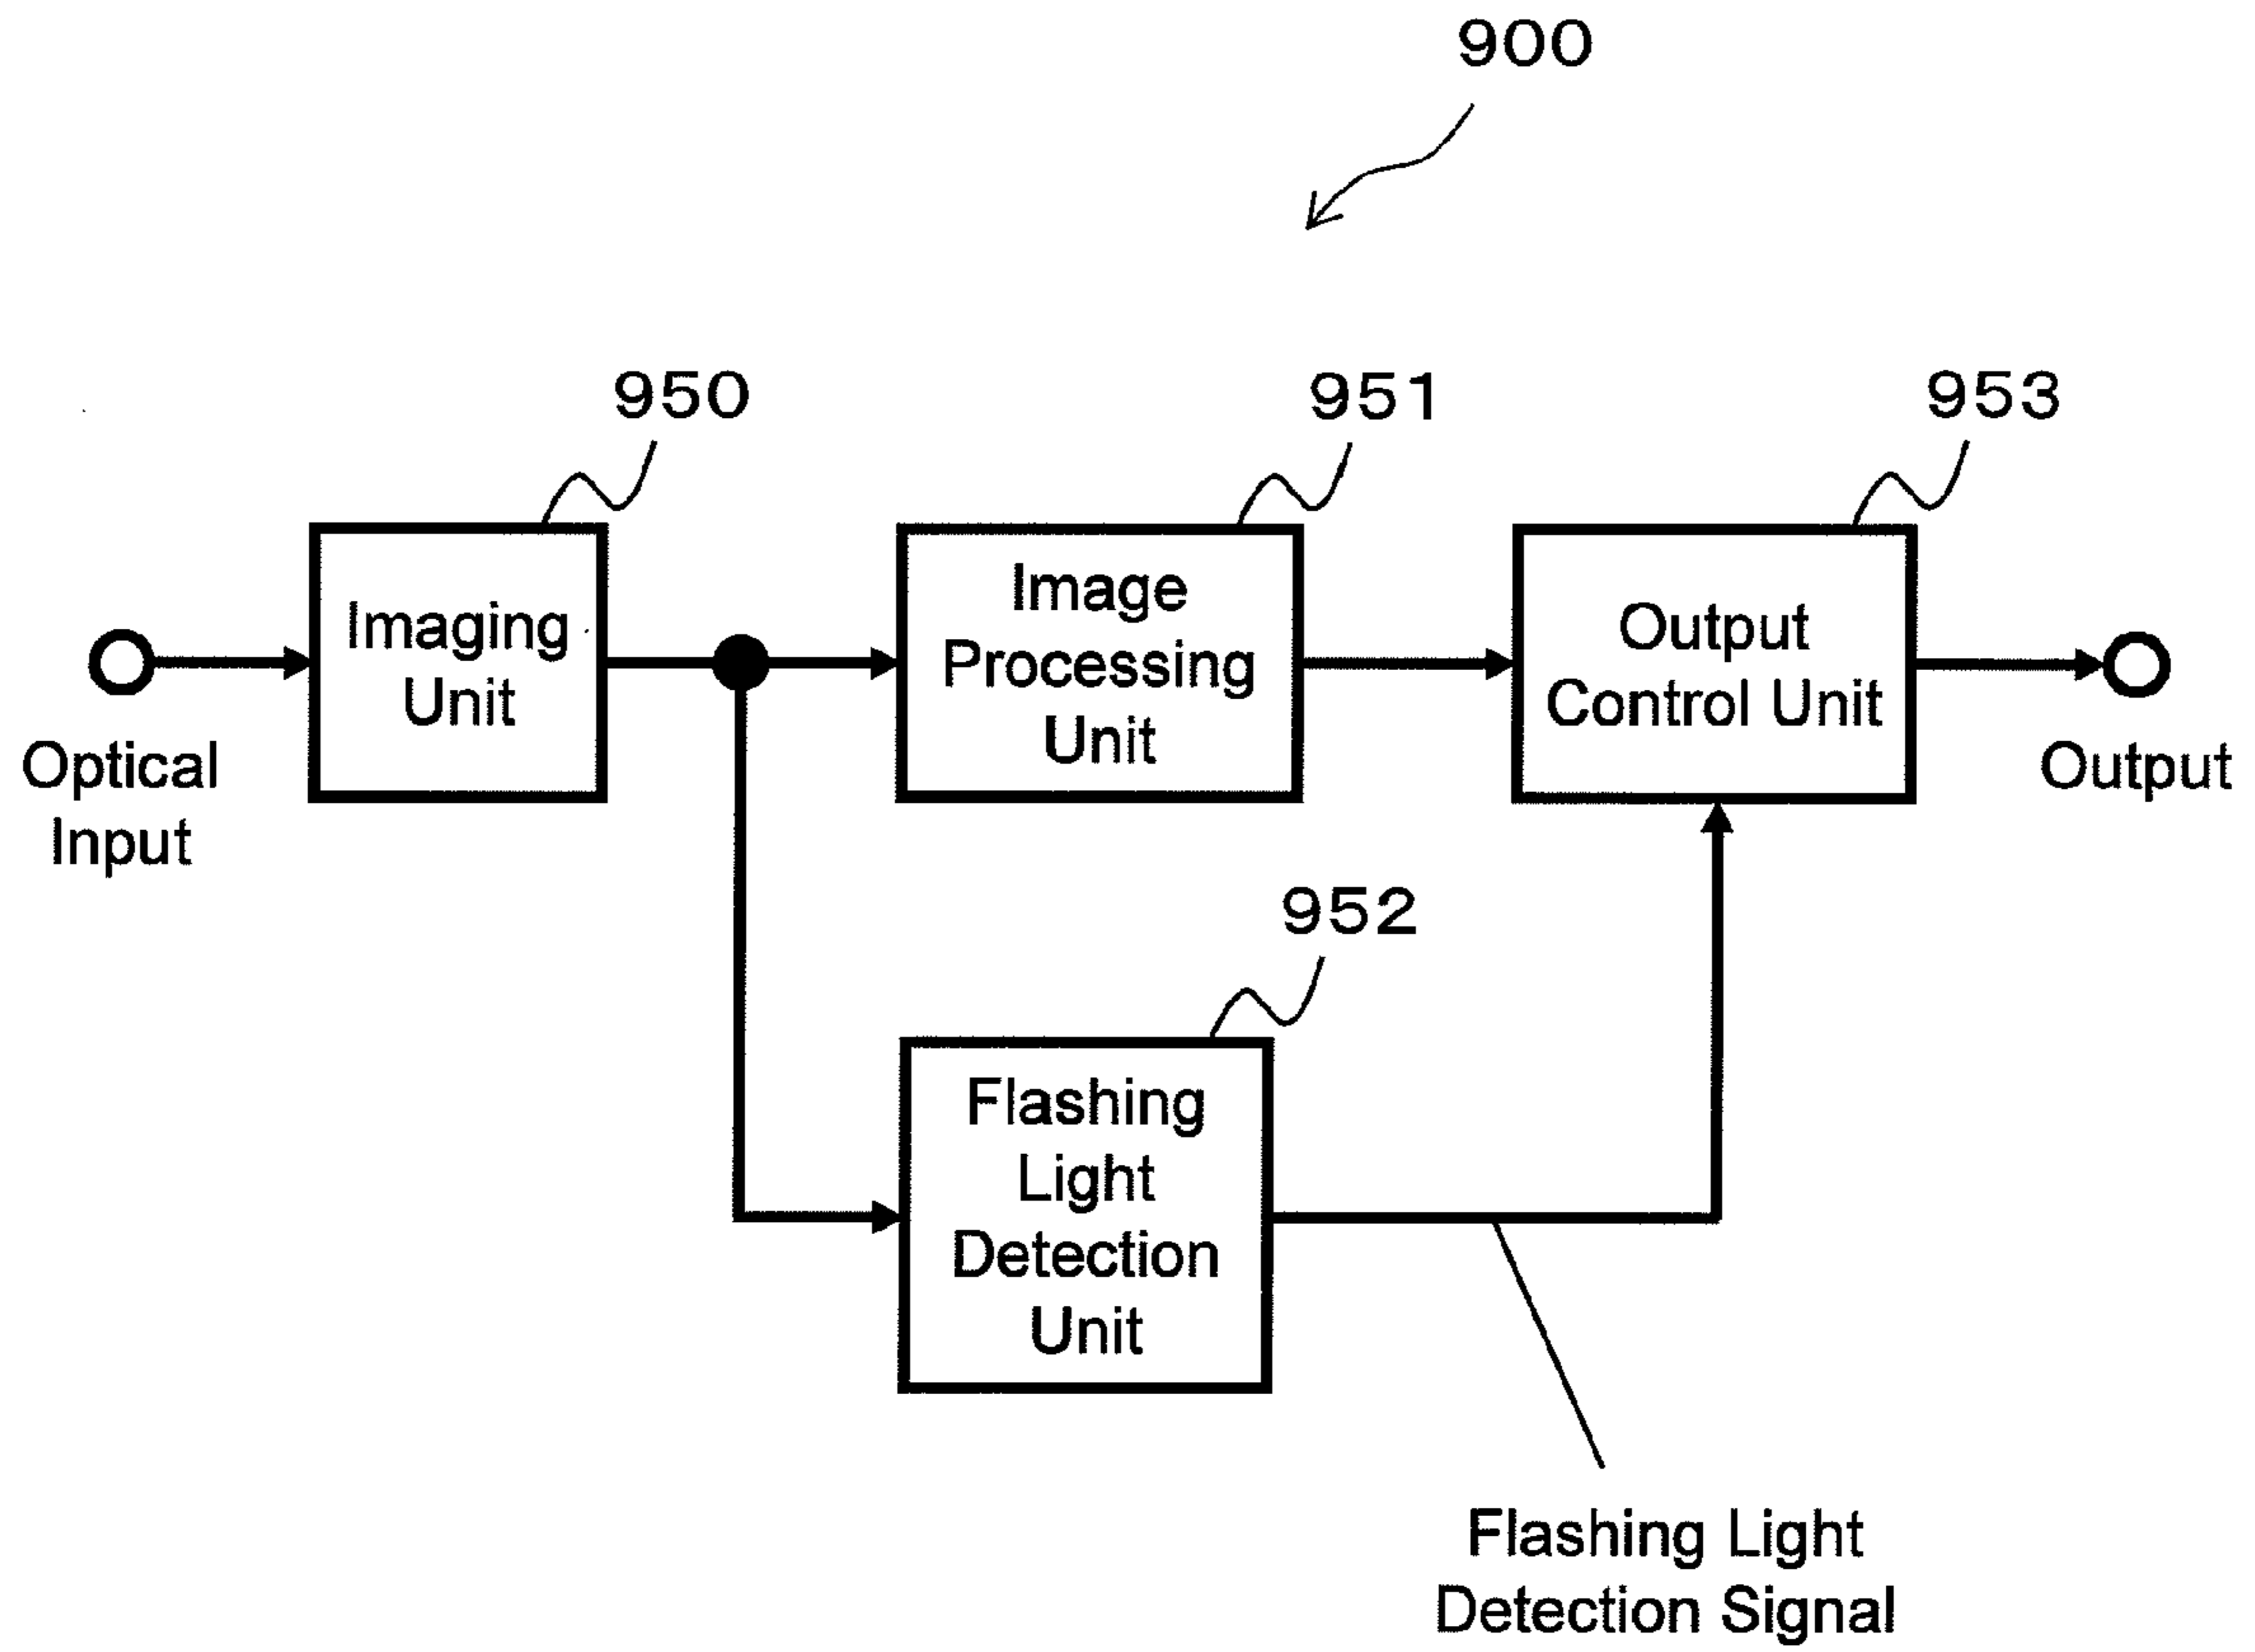 900
950
951
953
Imaging
Unit
Image
Processing
Unit
Output
Control Unit
Optical
Input
Output
952
Flashing
Light
Detection
Unit
Flashing Light
Detection Signal